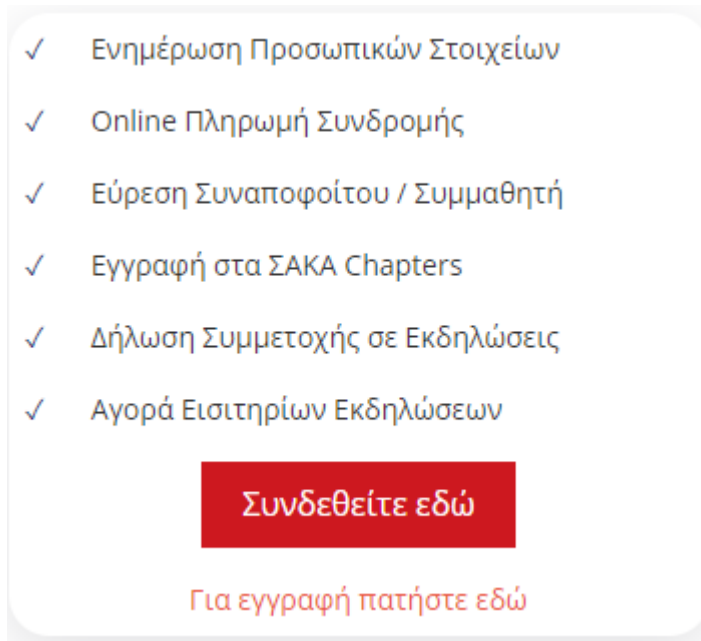 ✓ Ενημέρωση Προσωπικών Στοιχείων
✓ Online Πληρωμή Συνδρομής
✓ Εύρεση Συναποφοίτου / Συμμαθητή
✓ Εγγραφή στα ΣΑΚΑ Chapters
✓ Δήλωση Συμμετοχής σε Εκδηλώσεις
✓ Αγορά Εισιτηρίων Εκδηλώσεων
Συνδεθείτε εδώ
Για εγγραφή πατήστε εδώ